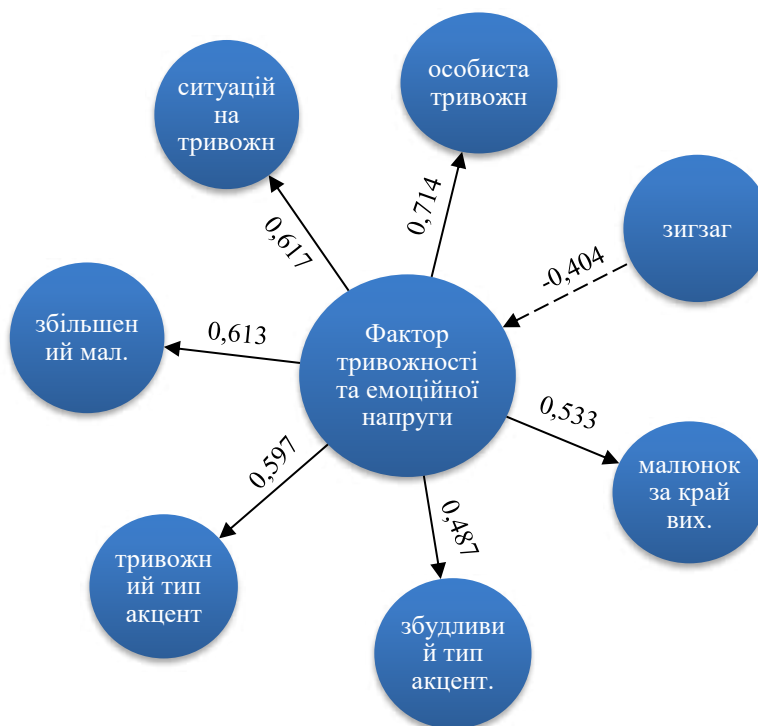 ситуацій
на
тривожн
особиста
тривожн
зигзаг
0,617
0,714
-0,404
збільшен
ий мал.
0,613
Фактор
тривожності
та емоційної
напруги
0,533
малюнок
за край
вих.
0,597
0,487
тривожн
ий тип
акцент
збудливи
й тип
акцент.